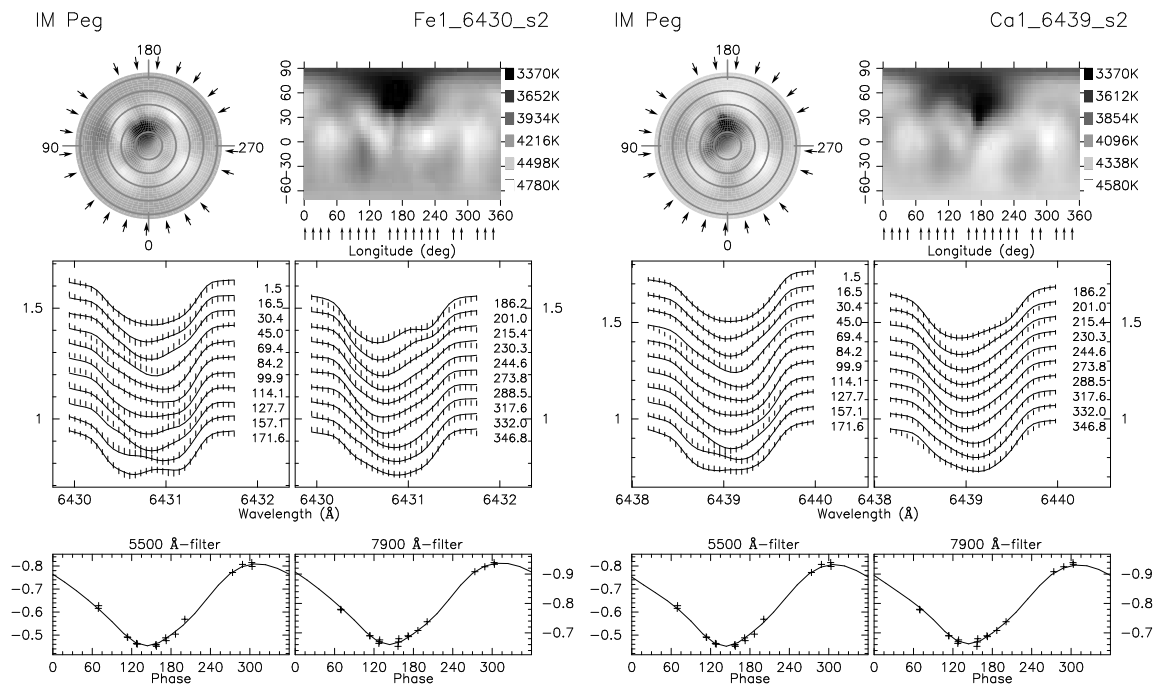 IM Peg Fe1_6430_s2 IM Peg Ca1_6439_s2
180 90 270 0
90 60 30 0 −30 −60
3370K
3652K
3934K
4216K
4498K
4780K
0 60 120 180 240 300 360
Longitude (deg)
180 90 270 0
90 60 30 0 −30 −60
3370K
3612K
3854K
4096K
4338K
4580K
0 60 120 180 240 300 360
Longitude (deg)
1.5
1
1.5
16.5
30.4
45.0
69.4
84.2
99.9
114.1
127.7
157.1
171.6
186.2
201.0
215.4
230.3
244.6
273.8
288.5
317.6
332.0
346.8
1.5
1
6430 6431 6432 6430 6431 6432
Wavelength (Å)
1.5
1
1.5
16.5
30.4
45.0
69.4
84.2
99.9
114.1
127.7
157.1
171.6
186.2
201.0
215.4
230.3
244.6
273.8
288.5
317.6
332.0
346.8
1.5
1
6438 6439 6440 6438 6439 6440
Wavelength (Å)
5500 Å−filter 7900 Å−filter 5500 Å−filter 7900 Å−filter
−0.8
−0.7
−0.6
−0.5
−0.9
−0.8
−0.7
−0.8
−0.7
−0.6
−0.5
−0.9
−0.8
−0.7
0 60 120 180 240 300 0 60 120 180 240 300 0 60 120 180 240 300 0 60 120 180 240 300
Phase Phase Phase Phase